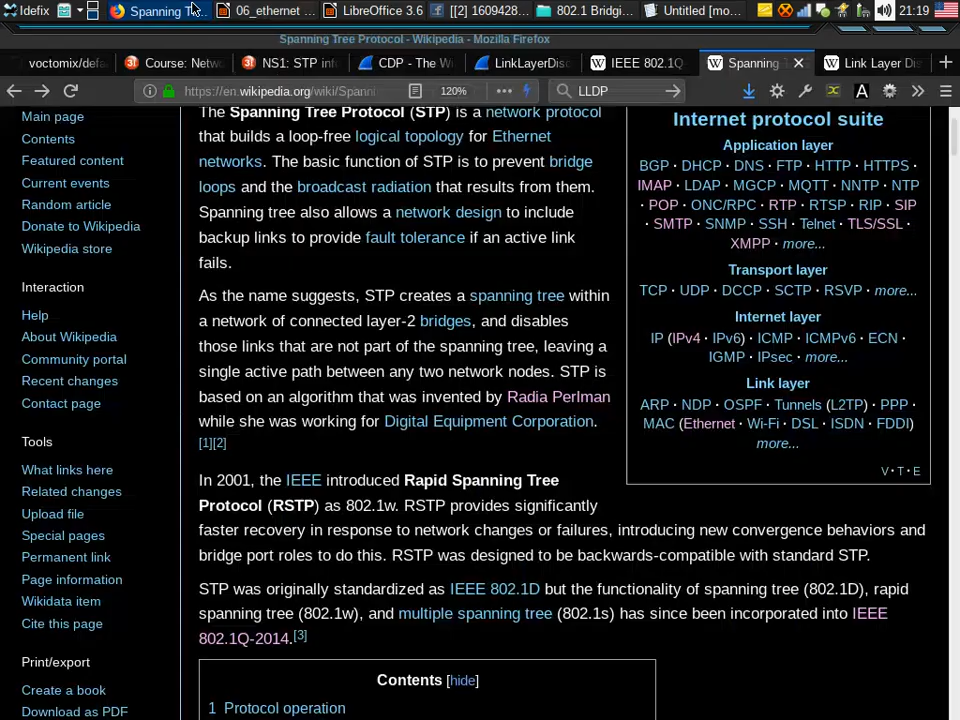 Idefix
Spanning T...
06_ethernet ...
LibreOffice 3.6
[[2] 1609428...
802.1 Bridgi...
Untitled [mo...
21:19
Spanning Tree Protocol - Wikipedia - Mozilla Firefox
voctomix/defa
Course: Netwo
NS1: STP info
CDP - The Wi
LinkLayerDisc
IEEE 802.1Q
Spanning
Link Layer Dis
https://en.wikipedia.org/wiki/Spanni
120%
LLDP
Main page
Contents
Featured content
Current events
Random article
Donate to Wikipedia
Wikipedia store
Interaction
Help
About Wikipedia
Community portal
Recent changes
Contact page
Tools
What links here
Related changes
Upload file
Special pages
Permanent link
Page information
Wikidata item
Cite this page
Print/export
Create a book
Download as PDF
The Spanning Tree Protocol (STP) is a network protocol
that builds a loop-free logical topology for Ethernet
networks. The basic function of STP is to prevent bridge
loops and the broadcast radiation that results from them.
Spanning tree also allows a network design to include
backup links to provide fault tolerance if an active link
fails.
As the name suggests, STP creates a spanning tree within
a network of connected layer-2 bridges, and disables
those links that are not part of the spanning tree, leaving a
single active path between any two network nodes. STP is
based on an algorithm that was invented by Radia Perlman
while she was working for Digital Equipment Corporation.
[1][2]
In 2001, the IEEE introduced Rapid Spanning Tree
Protocol (RSTP) as 802.1w. RSTP provides significantly
faster recovery in response to network changes or failures, introducing new convergence behaviors and
bridge port roles to do this. RSTP was designed to be backwards-compatible with standard STP.
STP was originally standardized as IEEE 802.1D but the functionality of spanning tree (802.1D), rapid
spanning tree (802.1w), and multiple spanning tree (802.1s) has since been incorporated into IEEE
802.1Q-2014.[3]
Contents [hide]
1 Protocol operation
Internet protocol suite
Application layer
BGP · DHCP · DNS · FTP · HTTP · HTTPS ·
IMAP · LDAP · MGCP · MQTT · NNTP · NTP
· POP · ONC/RPC · RTP · RTSP · RIP · SIP
· SMTP · SNMP · SSH · Telnet · TLS/SSL ·
XMPP · more...
Transport layer
TCP · UDP · DCCP · SCTP · RSVP · more...
Internet layer
IP (IPv4 · IPv6) · ICMP · ICMPv6 · ECN ·
IGMP · IPsec · more...
Link layer
ARP · NDP · OSPF · Tunnels (L2TP) · PPP ·
MAC (Ethernet · Wi-Fi · DSL · ISDN · FDDI)
more...
V · T · E